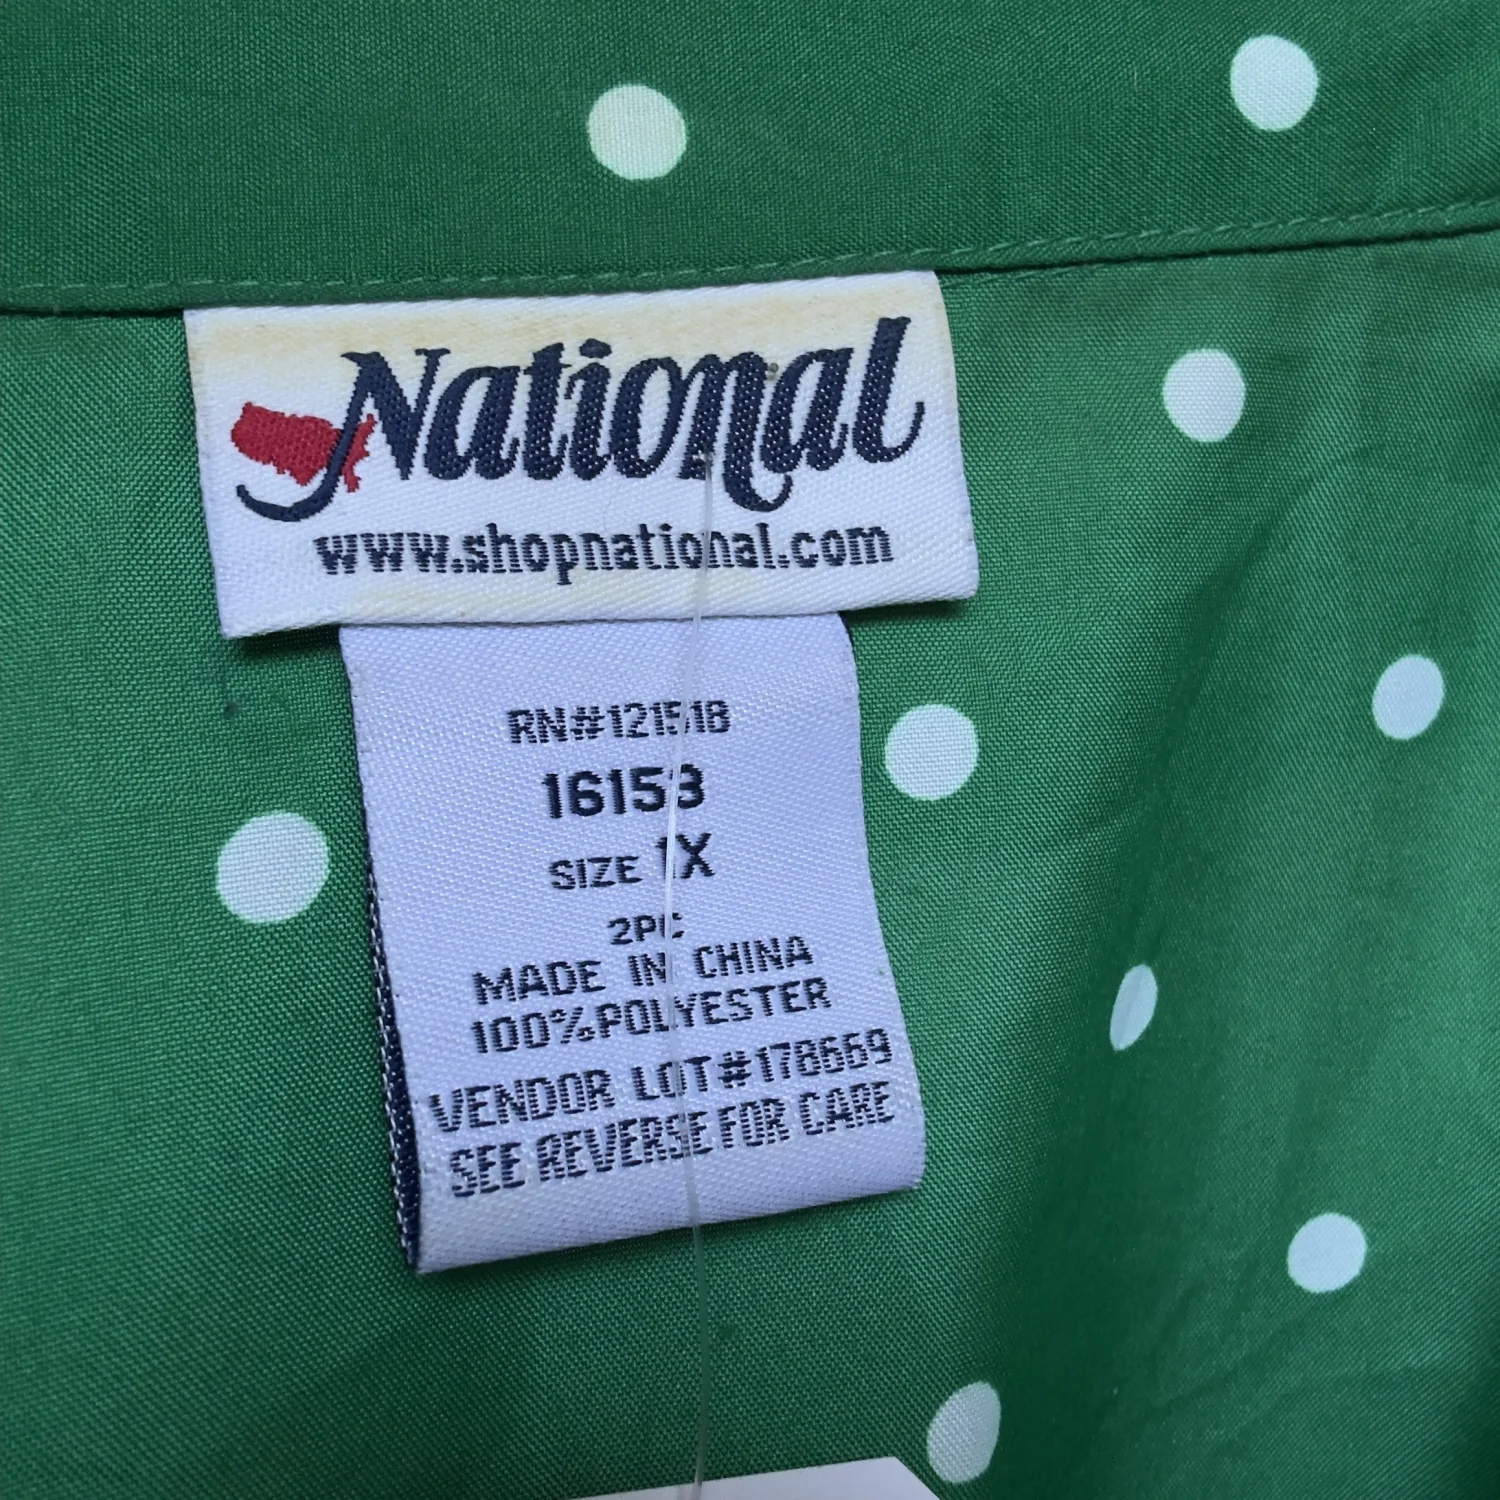 National
www.shopnational.com
RN#121518
16153
SIZE 1X
2PC
MADE IN CHINA
100%POLYESTER
VENDOR LOT#178669
SEE REVERSE FOR CARE